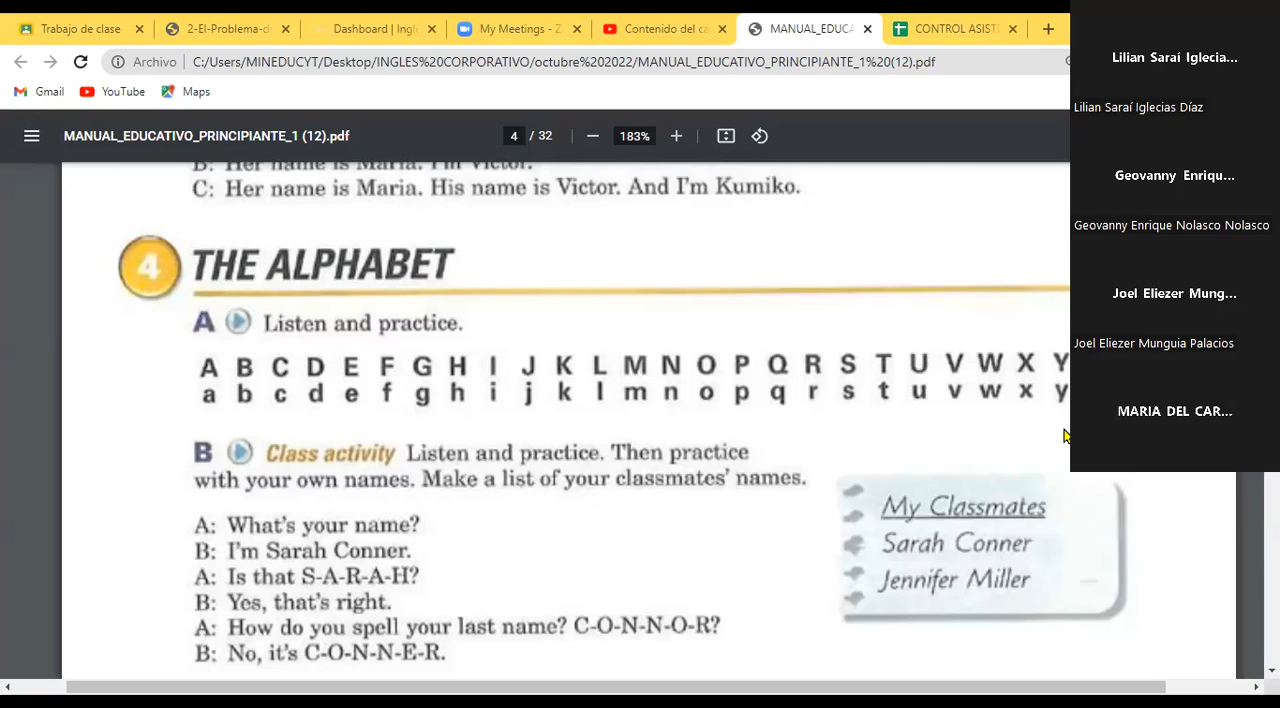 Trabajo de clase
2-El-Problema-d
Dashboard | Ingl
My Meetings - Z
Contenido del ca
MANUAL_EDUCA
CONTROL ASIST
Archivo
C:/Users/MINEDUCYT/Desktop/INGLES%20CORPORATIVO/octubre%202022/MANUAL_EDUCATIVO_PRINCIPIANTE_1%20(12).pdf
Gmail
YouTube
Maps
MANUAL_EDUCATIVO_PRINCIPIANTE_1 (12).pdf
4 / 32
183%
B: Her name is Maria. I'm Victor.
C: Her name is Maria. His name is Victor. And I'm Kumiko.
4 THE ALPHABET
A Listen and practice.
A B C D E F G H I J K L M N O P Q R S T U V W X Y
a b c d e f g h i j k l m n o p q r s t u v w x y
B Class activity Listen and practice. Then practice
with your own names. Make a list of your classmates' names.
A: What's your name?
B: I'm Sarah Conner.
A: Is that S-A-R-A-H?
B: Yes, that's right.
A: How do you spell your last name? C-O-N-N-O-R?
B: No, it's C-O-N-N-E-R.
My Classmates
Sarah Conner
Jennifer Miller
Lilian Saraí Iglecia...
Lilian Saraí Iglecias Díaz
Geovanny Enriqu...
Geovanny Enrique Nolasco Nolasco
Joel Eliezer Mung...
Joel Eliezer Munguia Palacios
MARIA DEL CAR...